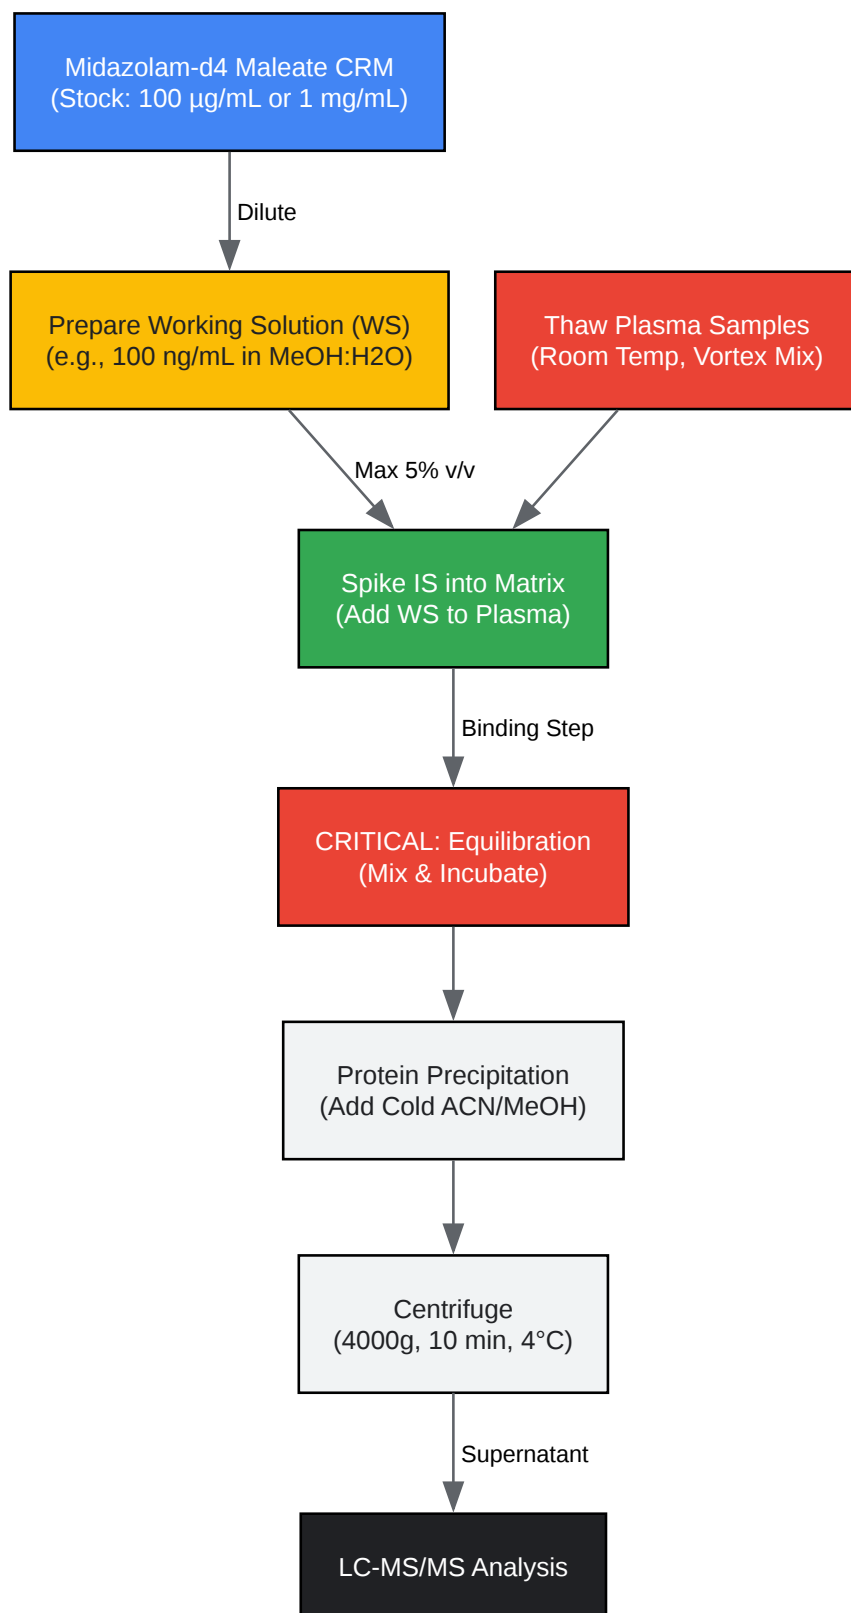 Midazolam-d4 Maleate CRM
(Stock: 100 µg/mL or 1 mg/mL)
Dilute
Prepare Working Solution (WS)
(e.g., 100 ng/mL in MeOH:H2O)
Thaw Plasma Samples
(Room Temp, Vortex Mix)
Max 5% v/v
Spike IS into Matrix
(Add WS to Plasma)
Binding Step
CRITICAL: Equilibration
(Mix & Incubate)
Protein Precipitation
(Add Cold ACN/MeOH)
Centrifuge
(4000g, 10 min, 4°C)
Supernatant
LC-MS/MS Analysis